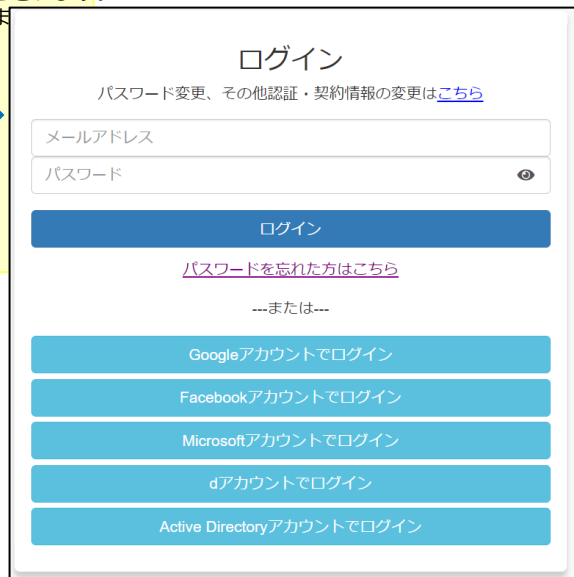 ま
ログイン
パスワード変更、その他認証・契約情報の変更はこちら
メールアドレス
パスワード
ログイン
パスワードを忘れた方はこちら
---または---
Googleアカウントでログイン
Facebookアカウントでログイン
Microsoftアカウントでログイン
dアカウントでログイン
Active Directoryアカウントでログイン